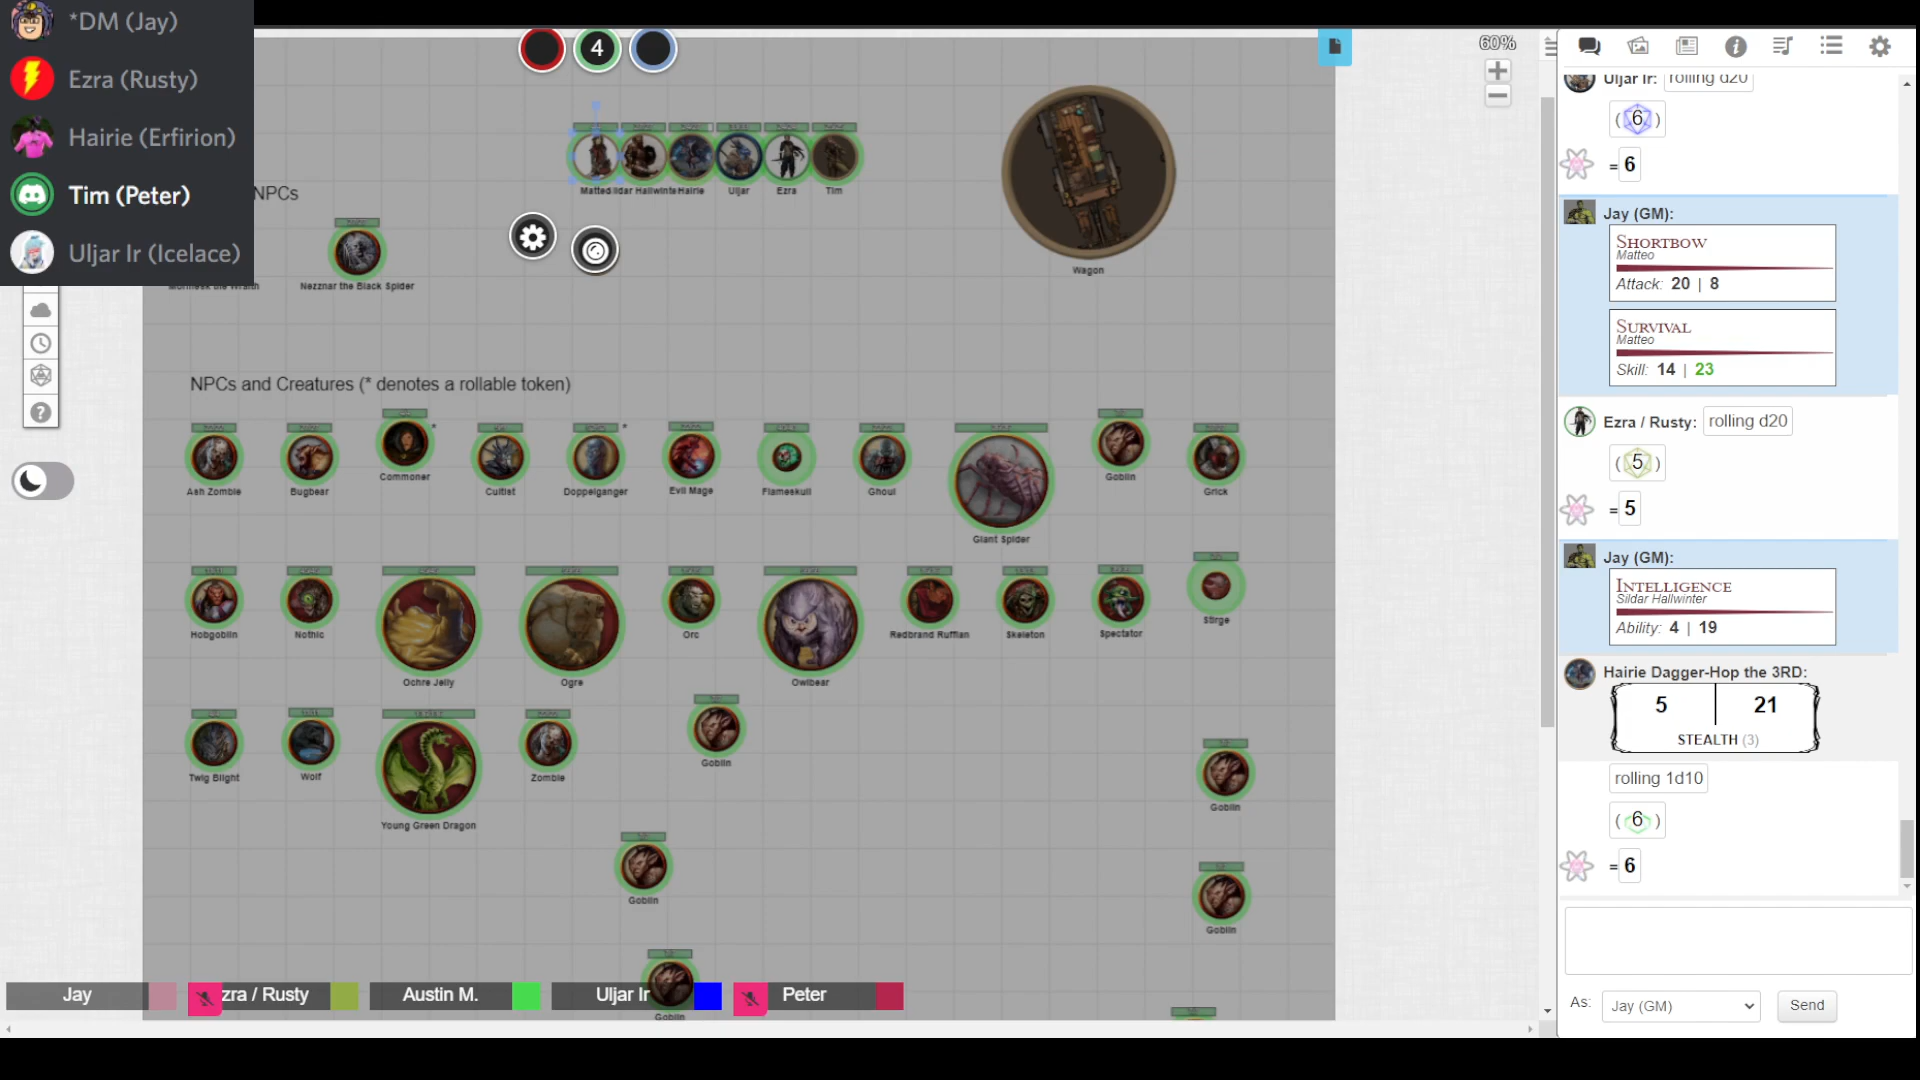 *DM (Jay)
Ezra (Rusty)
Hairie (Erfirion)
Tim (Peter)
Uljar Ir (Icelace)
4
60%
NPCs
Hairie
Uljar
Ezra
Tim
Wagon
Nezznar the Black Spider
NPCs and Creatures (* denotes a rollable token)
Ash Zombie
Bugbear
Commoner
*
Cultist
Doppelganger
*
Evil Mage
Flameskull
Ghoul
Giant Spider
Goblin
Grick
Hobgoblin
Nothic
Ochre Jelly
Ogre
Orc
Owlbear
Redbrand Ruffian
Skeleton
Spectator
Stirge
Twig Blight
Wolf
Young Green Dragon
Zombie
Goblin
Goblin
Goblin
Goblin
Goblin
Jay
zra / Rusty
Austin M.
Uljar Ir
Peter
Uljar Ir: rolling d20
(6)
=6
Jay (GM):
SHORTBOW
Matteo
Attack: 20 | 8
SURVIVAL
Matteo
Skill: 14 | 23
Ezra / Rusty: rolling d20
(5)
=5
Jay (GM):
INTELLIGENCE
Sildar Hallwinter
Ability: 4 | 19
Hairie Dagger-Hop the 3RD:
5 | 21
STEALTH (3)
rolling 1d10
(6)
=6
As: Jay (GM) Send